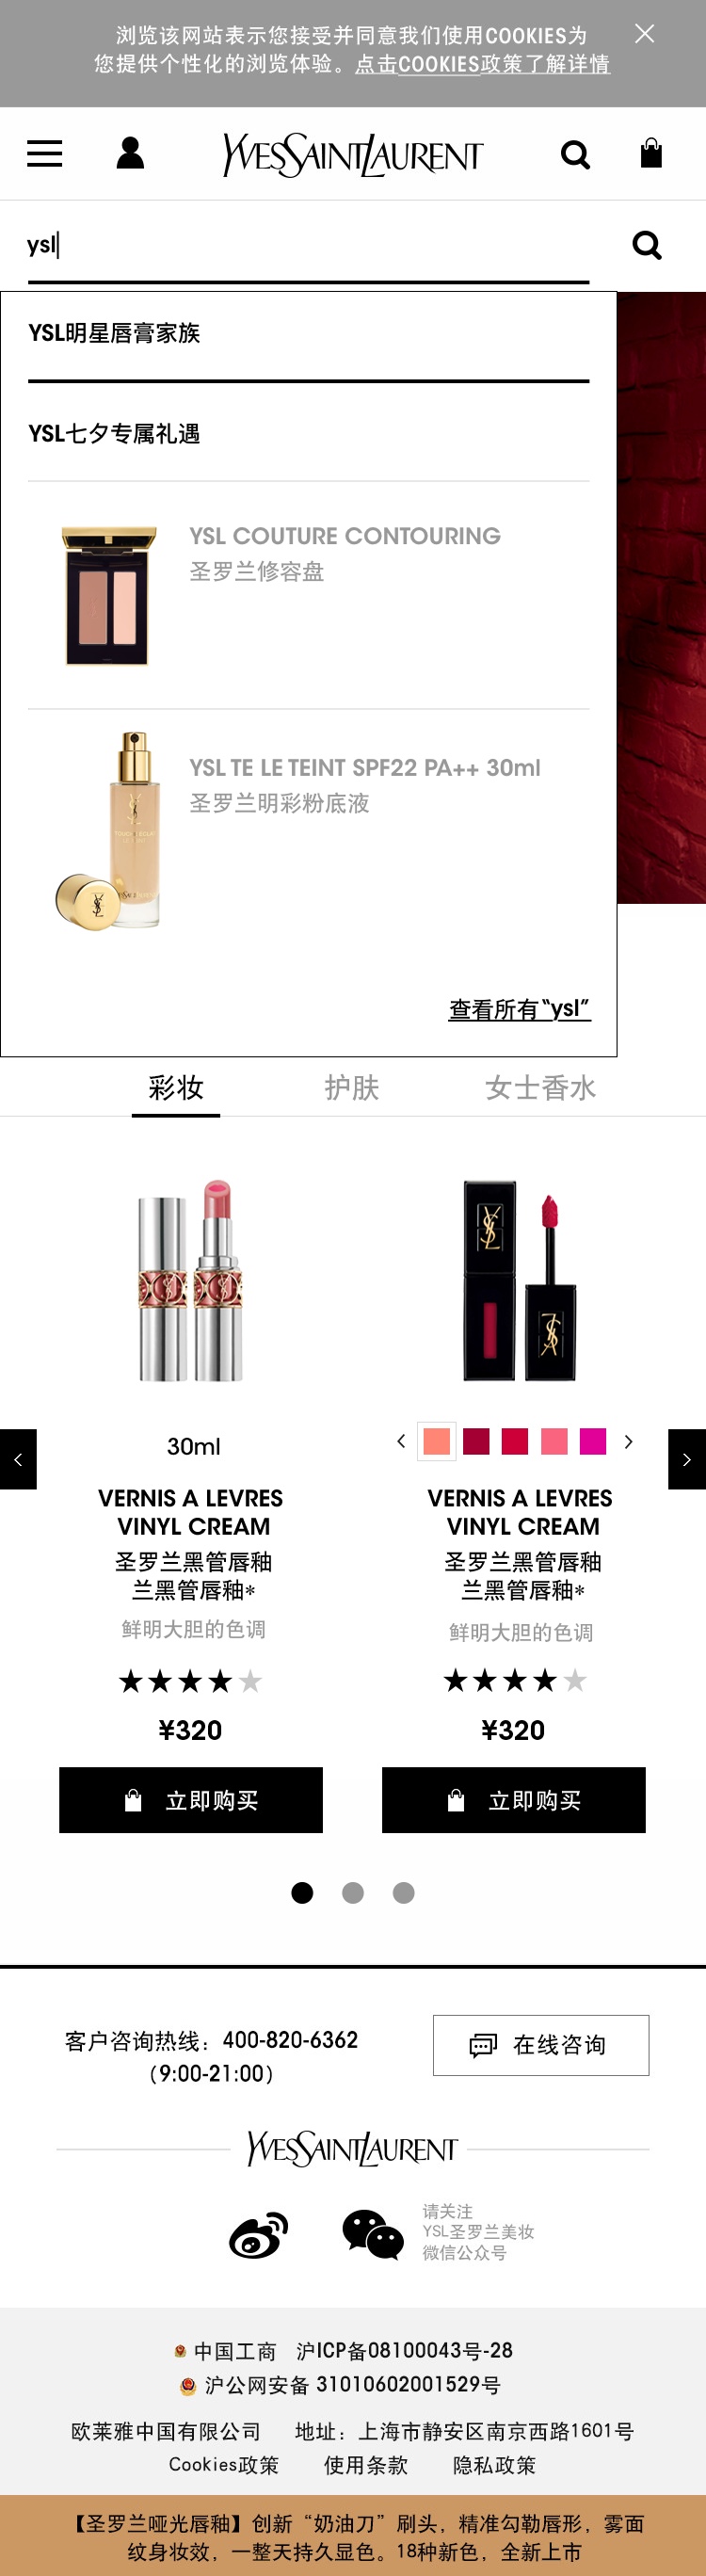 浏览该网站表示您接受并同意我们使用COOKIES为
您提供个性化的浏览体验。点击COOKIES政策了解详情
YVESSAINTLAURENT
ysl
YSL明星唇膏家族
YSL七夕专属礼遇
YSL COUTURE CONTOURING
圣罗兰修容盘
YSL TE LE TEINT SPF22 PA++ 30ml
圣罗兰明彩粉底液
查看所有“ysl”
彩妆 护肤 女士香水
30ml
VERNIS A LEVRES
VINYL CREAM
圣罗兰黑管唇釉
兰黑管唇釉*
鲜明大胆的色调
¥320
立即购买
VERNIS A LEVRES
VINYL CREAM
圣罗兰黑管唇釉
兰黑管唇釉*
鲜明大胆的色调
¥320
立即购买
客户咨询热线：400-820-6362
（9:00-21:00）
在线咨询
YVESSAINTLAURENT
请关注
YSL圣罗兰美妆
微信公众号
中国工商 沪ICP备08100043号-28
沪公网安备 31010602001529号
欧莱雅中国有限公司 地址：上海市静安区南京西路1601号
Cookies政策 使用条款 隐私政策
【圣罗兰哑光唇釉】创新“奶油刀”刷头，精准勾勒唇形，雾面
纹身妆效，一整天持久显色。18种新色，全新上市